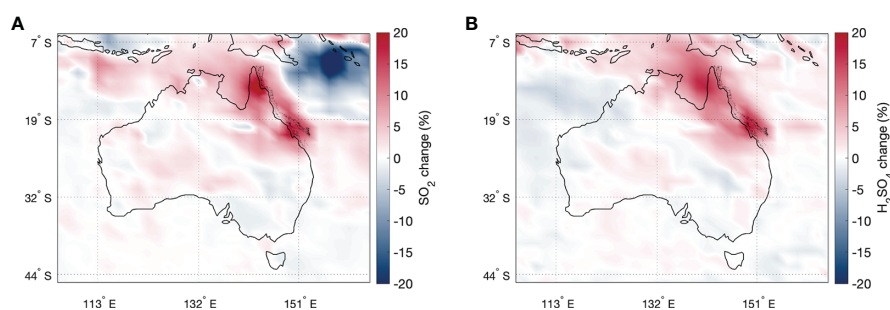 A
7° S
19° S
32° S
44° S
113° E
132° E
151° E
20
15
10
5
0
-5
-10
-15
-20
SO2 change (%)
B
7° S
19° S
32° S
44° S
113° E
132° E
151° E
20
15
10
5
0
-5
-10
-15
-20
H2SO4 change (%)